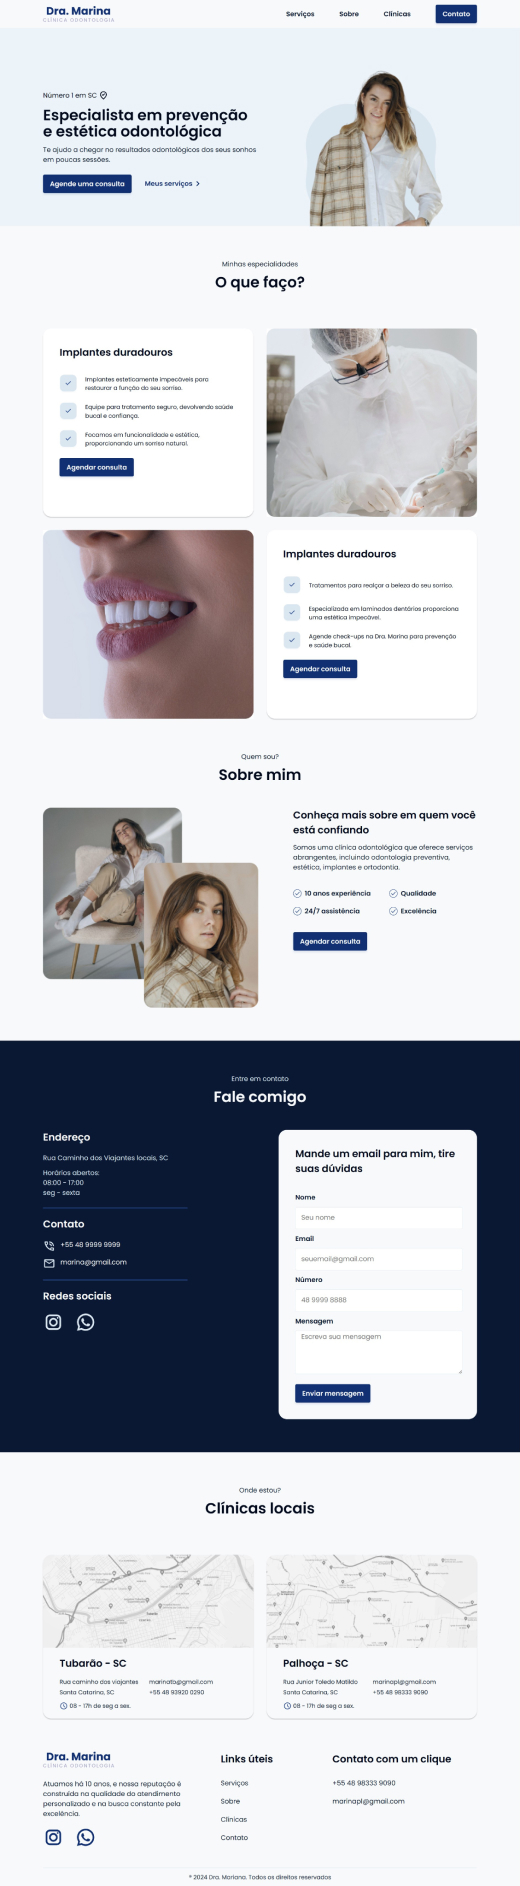 Dra. Marina
CLÍNICA ODONTOLOGIA
Serviços
Sobre
Clínicas
Contato
Número 1 em SC
Especialista em prevenção
e estética odontológica
Te ajudo a chegar no resultados odontológicos dos seus sonhos
em poucas sessões.
Agende uma consulta
Meus serviços
Minhas especialidades
O que faço?
Implantes duradouros
Implantes esteticamente impecáveis para
restaurar a função do seu sorriso.
Equipe para tratamento seguro, devolvendo saúde
bucal e confiança.
Focamos em funcionalidade e estética,
proporcionando um sorriso natural.
Agendar consulta
Implantes duradouros
Tratamentos para realçar a beleza do seu sorriso.
Especializada em laminados dentários proporciona
uma estética impecável.
Agende check-ups na Dra. Marina para prevenção
e saúde bucal.
Agendar consulta
Quem sou?
Sobre mim
Conheça mais sobre em quem você
está confiando
Somos uma clínica odontológica que oferece serviços
abrangentes, incluindo odontologia preventiva,
estética, implantes e ortodontia.
10 anos experiência
Qualidade
24/7 assistência
Excelência
Agendar consulta
Entre em contato
Fale comigo
Endereço
Rua Caminho dos Viajantes locais, SC
Horários abertos:
08:00 - 17:00
seg - sexta
Contato
+55 48 9999 9999
marina@gmail.com
Redes sociais
Mande um email para mim, tire
suas dúvidas
Nome
Seu nome
Email
seuemail@gmail.com
Número
48 9999 8888
Mensagem
Escreva sua mensagem
Enviar mensagem
Onde estou?
Clínicas locais
Tubarão - SC
Rua caminho dos viajantes
Santa Catarina, SC
marinatb@gmail.com
+55 48 93920 0290
08 - 17h de seg a sex.
Palhoça - SC
Rua Junior Toledo Matildo
Santa Catarina, SC
marinapl@gmail.com
+55 48 98333 9090
08 - 17h de seg a sex.
Dra. Marina
CLÍNICA ODONTOLOGIA
Atuamos há 10 anos, e nossa reputação é
construída na qualidade do atendimento
personalizado e na busca constante pela
excelência.
Links úteis
Serviços
Sobre
Clínicas
Contato
Contato com um clique
+55 48 98333 9090
marinapl@gmail.com
® 2024 Dra. Mariana. Todos os direitos reservados